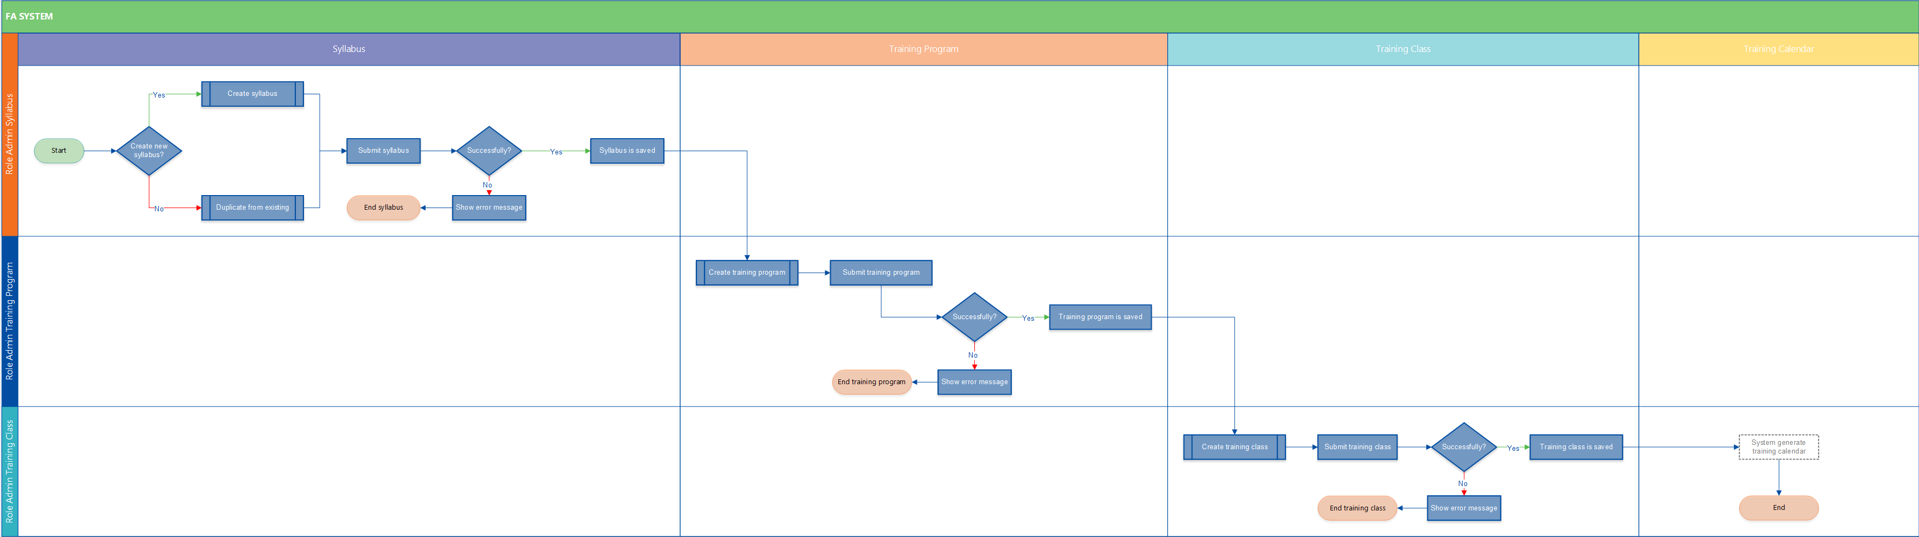 FA SYSTEM
Syllabus
Training Program
Training Class
Training Calendar
Role Admin Syllabus
Start
Create new
syllabus?
Yes
Create syllabus
No
Duplicate from existing
Submit syllabus
Successfully?
Yes
Syllabus is saved
No
Show error message
End syllabus
Role Admin Training Program
Create training program
Submit training program
Successfully?
Yes
Training program is saved
No
Show error message
End training program
Role Admin Training Class
Create training class
Submit training class
Successfully?
Yes
Training class is saved
No
Show error message
End training class
System generate
training calendar
End